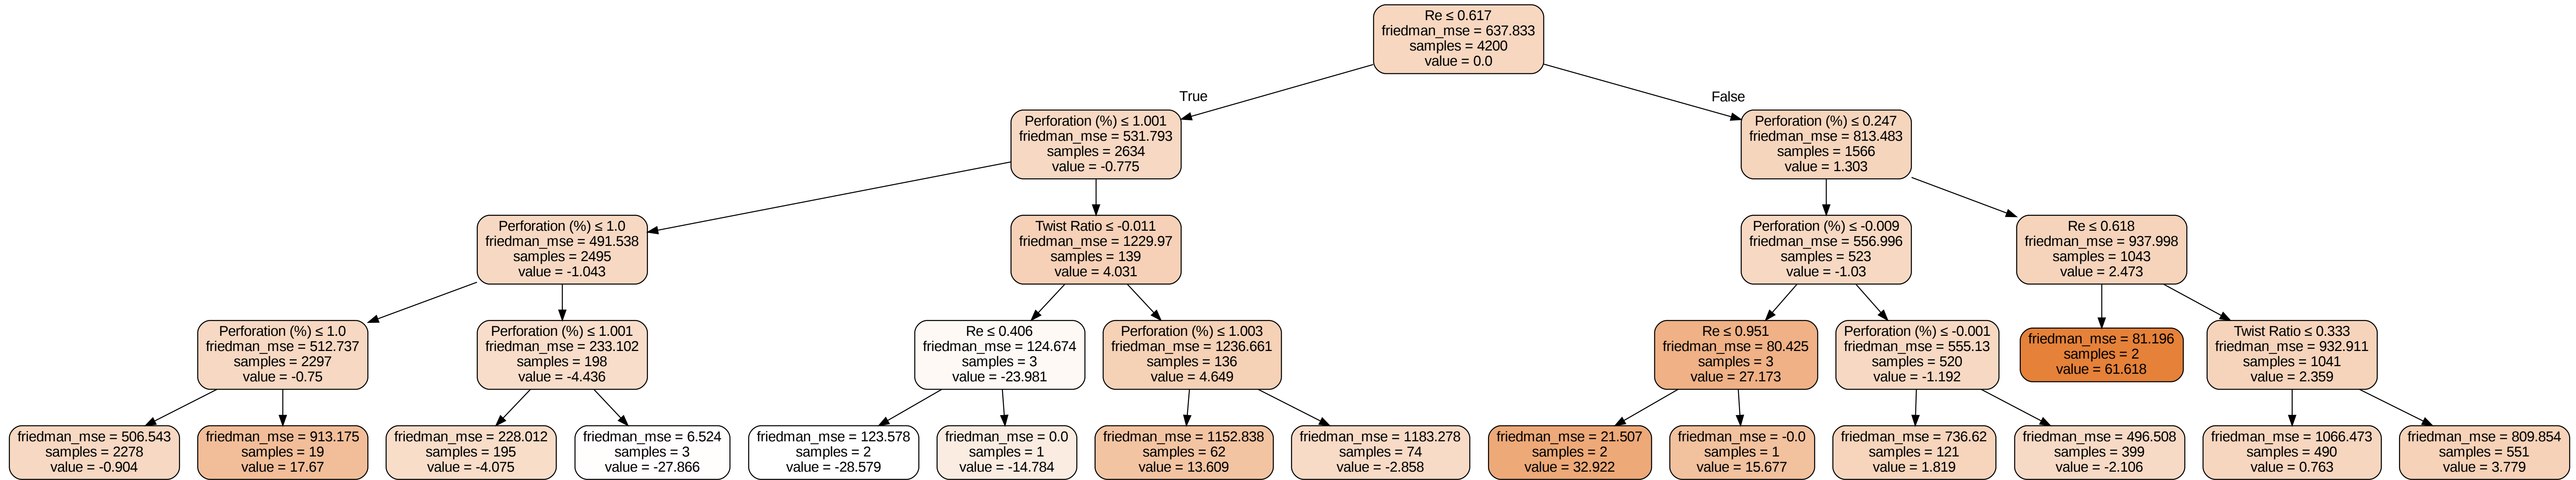 Re ≤ 0.617
friedman_mse = 637.833
samples = 4200
value = 0.0
True
False
Perforation (%) ≤ 1.001
friedman_mse = 531.793
samples = 2634
value = -0.775
Perforation (%) ≤ 0.247
friedman_mse = 813.483
samples = 1566
value = 1.303
Perforation (%) ≤ 1.0
friedman_mse = 491.538
samples = 2495
value = -1.043
Twist Ratio ≤ -0.011
friedman_mse = 1229.97
samples = 139
value = 4.031
Perforation (%) ≤ -0.009
friedman_mse = 556.996
samples = 523
value = -1.03
Re ≤ 0.618
friedman_mse = 937.998
samples = 1043
value = 2.473
Perforation (%) ≤ 1.0
friedman_mse = 512.737
samples = 2297
value = -0.75
Perforation (%) ≤ 1.001
friedman_mse = 233.102
samples = 198
value = -4.436
Re ≤ 0.406
friedman_mse = 124.674
samples = 3
value = -23.981
Perforation (%) ≤ 1.003
friedman_mse = 1236.661
samples = 136
value = 4.649
Re ≤ 0.951
friedman_mse = 80.425
samples = 3
value = 27.173
Perforation (%) ≤ -0.001
friedman_mse = 555.13
samples = 520
value = -1.192
friedman_mse = 81.196
samples = 2
value = 61.618
Twist Ratio ≤ 0.333
friedman_mse = 932.911
samples = 1041
value = 2.359
friedman_mse = 506.543
samples = 2278
value = -0.904
friedman_mse = 913.175
samples = 19
value = 17.67
friedman_mse = 228.012
samples = 195
value = -4.075
friedman_mse = 6.524
samples = 3
value = -27.866
friedman_mse = 123.578
samples = 2
value = -28.579
friedman_mse = 0.0
samples = 1
value = -14.784
friedman_mse = 1152.838
samples = 62
value = 13.609
friedman_mse = 1183.278
samples = 74
value = -2.858
friedman_mse = 21.507
samples = 2
value = 32.922
friedman_mse = -0.0
samples = 1
value = 15.677
friedman_mse = 736.62
samples = 121
value = 1.819
friedman_mse = 496.508
samples = 399
value = -2.106
friedman_mse = 1066.473
samples = 490
value = 0.763
friedman_mse = 809.854
samples = 551
value = 3.779